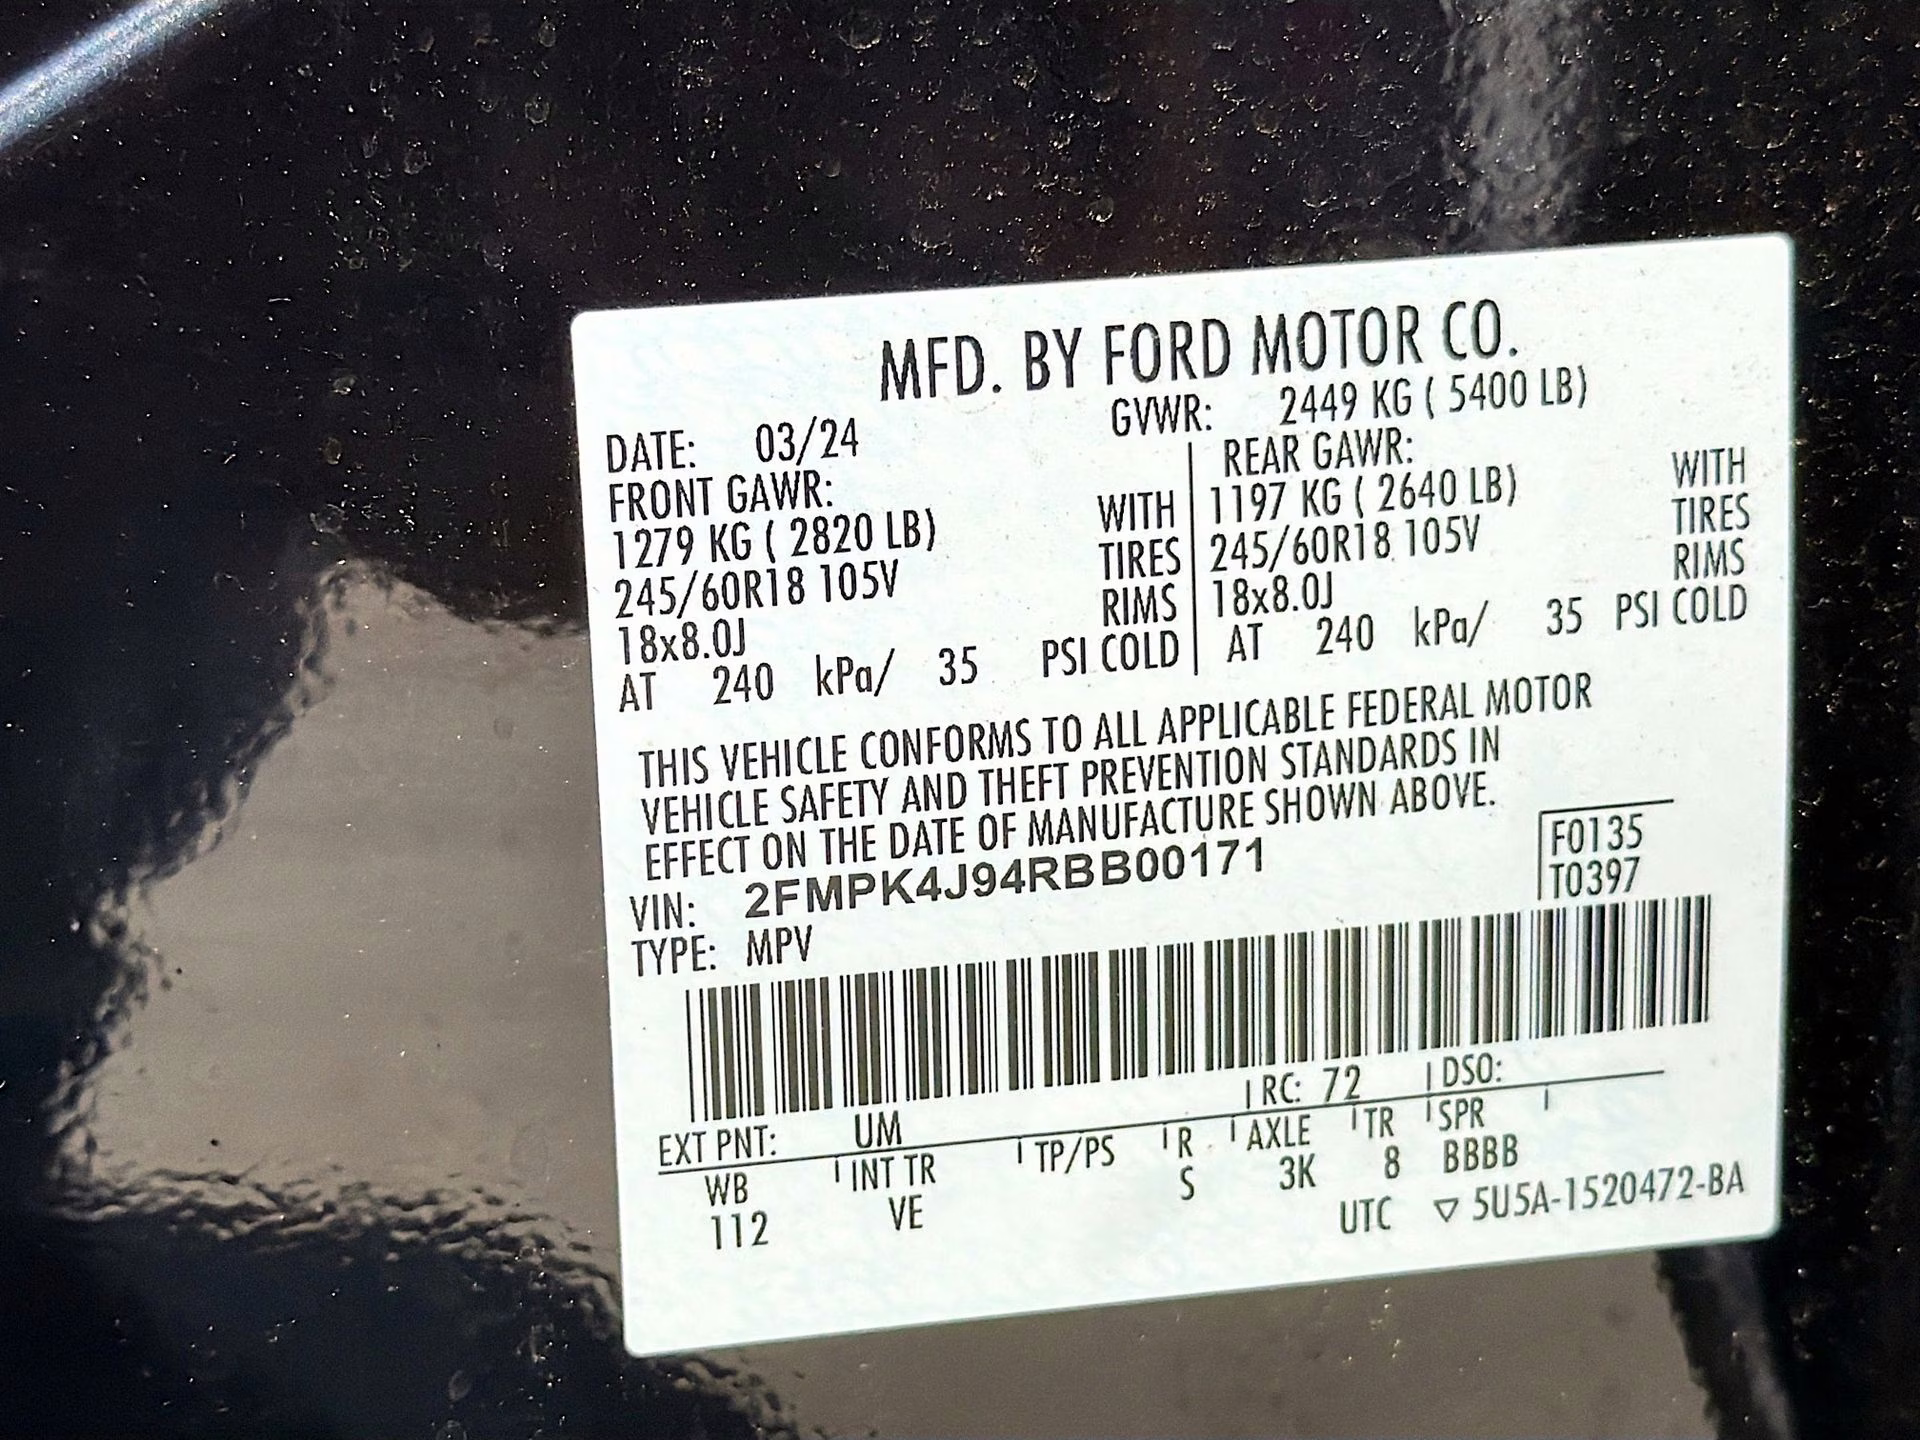 MFD. BY FORD MOTOR CO.
DATE: 03/24 GVWR: 2449 KG ( 5400 LB)
FRONT GAWR: REAR GAWR:
1279 KG ( 2820 LB) WITH 1197 KG ( 2640 LB) WITH
245/60R18 105V TIRES 245/60R18 105V TIRES
18x8.0J RIMS 18x8.0J RIMS
AT 240 kPa/ 35 PSI COLD AT 240 kPa/ 35 PSI COLD
THIS VEHICLE CONFORMS TO ALL APPLICABLE FEDERAL MOTOR
VEHICLE SAFETY AND THEFT PREVENTION STANDARDS IN
EFFECT ON THE DATE OF MANUFACTURE SHOWN ABOVE.
VIN: 2FMPK4J94RBB00171 F0135
TYPE: MPV T0397
EXT PNT: UM RC: 72 DSO:
WB INT TR TP/PS R AXLE TR SPR
112 VE S 3K 8 BBBB
UTC ▽ 5U5A-1520472-BA